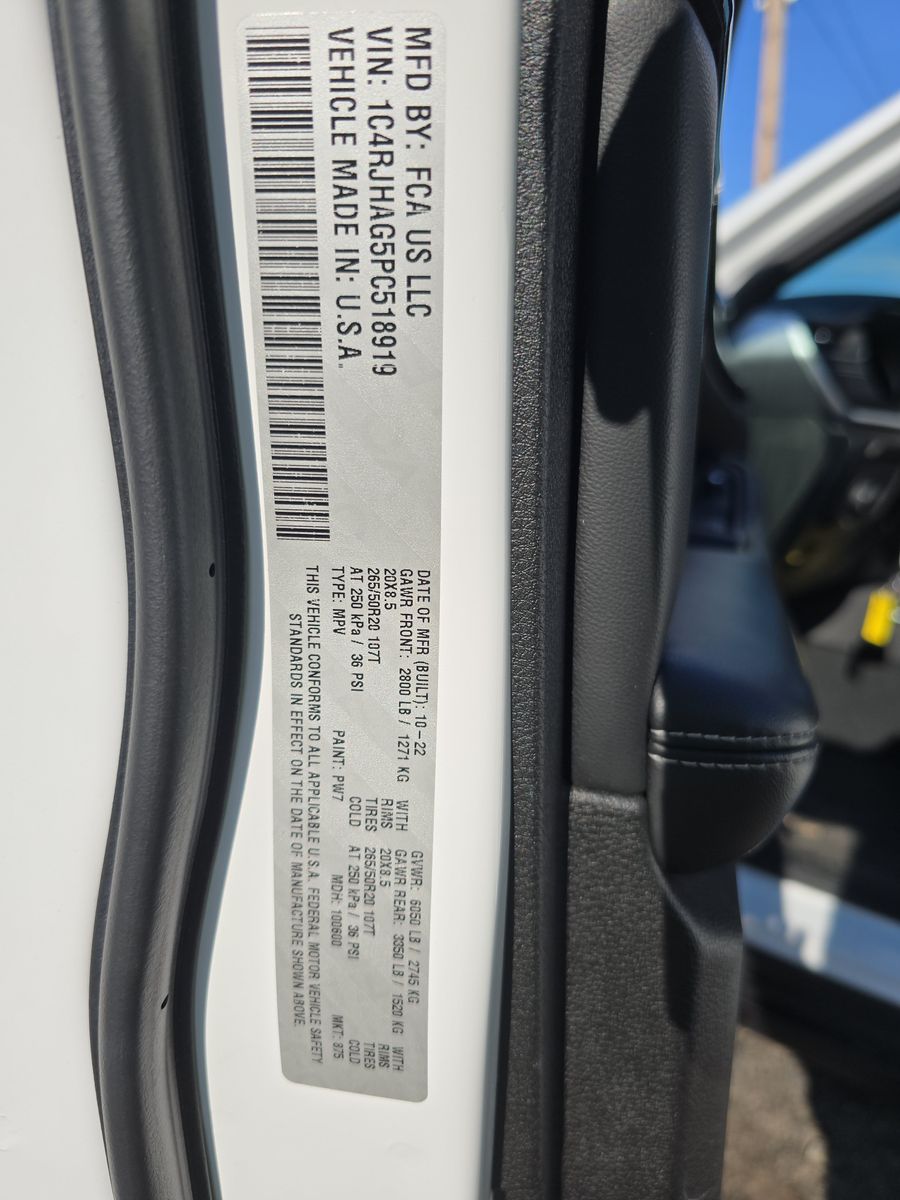 MFD BY: FCA US LLC
VIN: 1C4RJHAG5PC518919
VEHICLE MADE IN: U.S.A.
DATE OF MFR (BUILT): 10-22 GVWR: 6050 LB / 2745 KG
GAWR FRONT: 2800 LB / 1271 KG WITH GAWR REAR: 3350 LB / 1520 KG WITH
20X8.5 RIMS 20X8.5 RIMS
265/50R20 107T TIRES 265/50R20 107T TIRES
AT 250 kPa / 36 PSI COLD AT 250 kPa / 36 PSI COLD
TYPE: MPV PAINT: PW7 MDH: 100600 MKT: 975
THIS VEHICLE CONFORMS TO ALL APPLICABLE U.S.A. FEDERAL MOTOR VEHICLE SAFETY
STANDARDS IN EFFECT ON THE DATE OF MANUFACTURE SHOWN ABOVE.